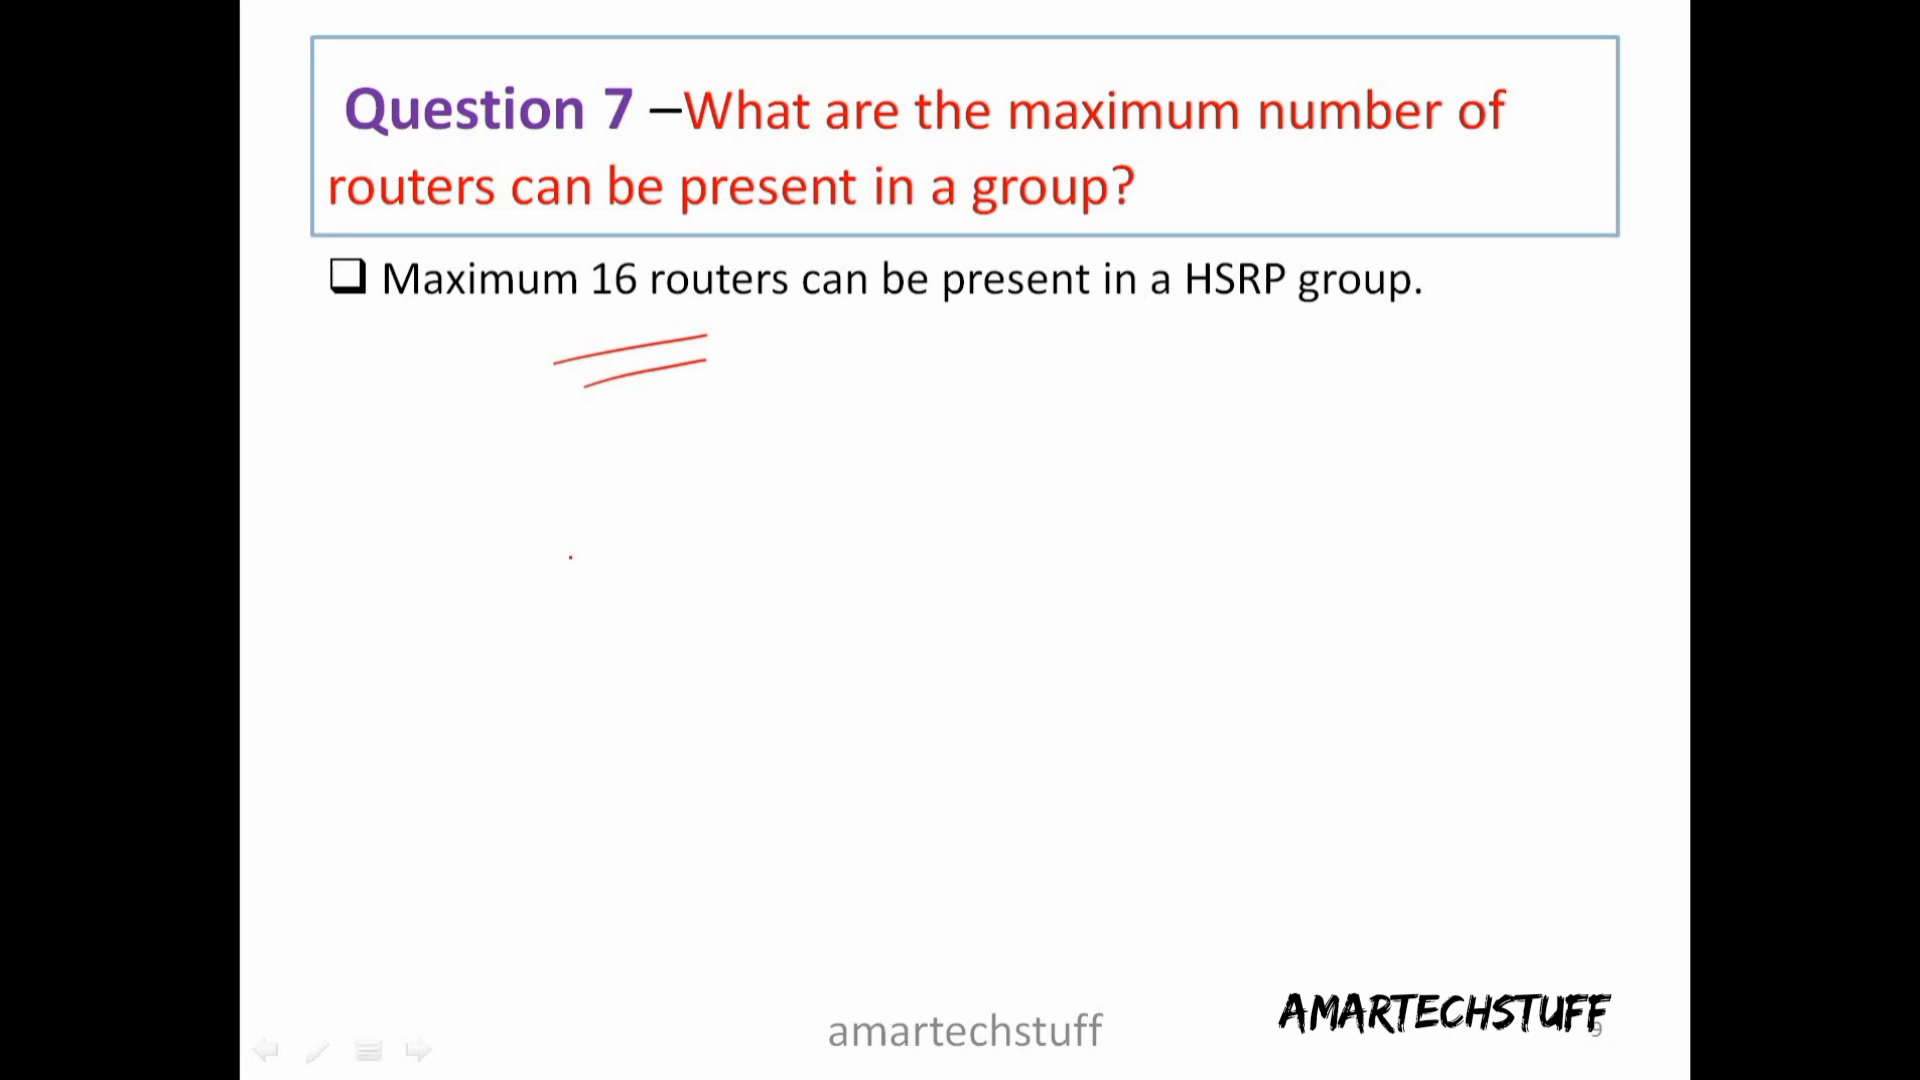 Question 7 –What are the maximum number of
routers can be present in a group?
❑ Maximum 16 routers can be present in a HSRP group.
amartechstuff
AMARTECHSTUFF
9